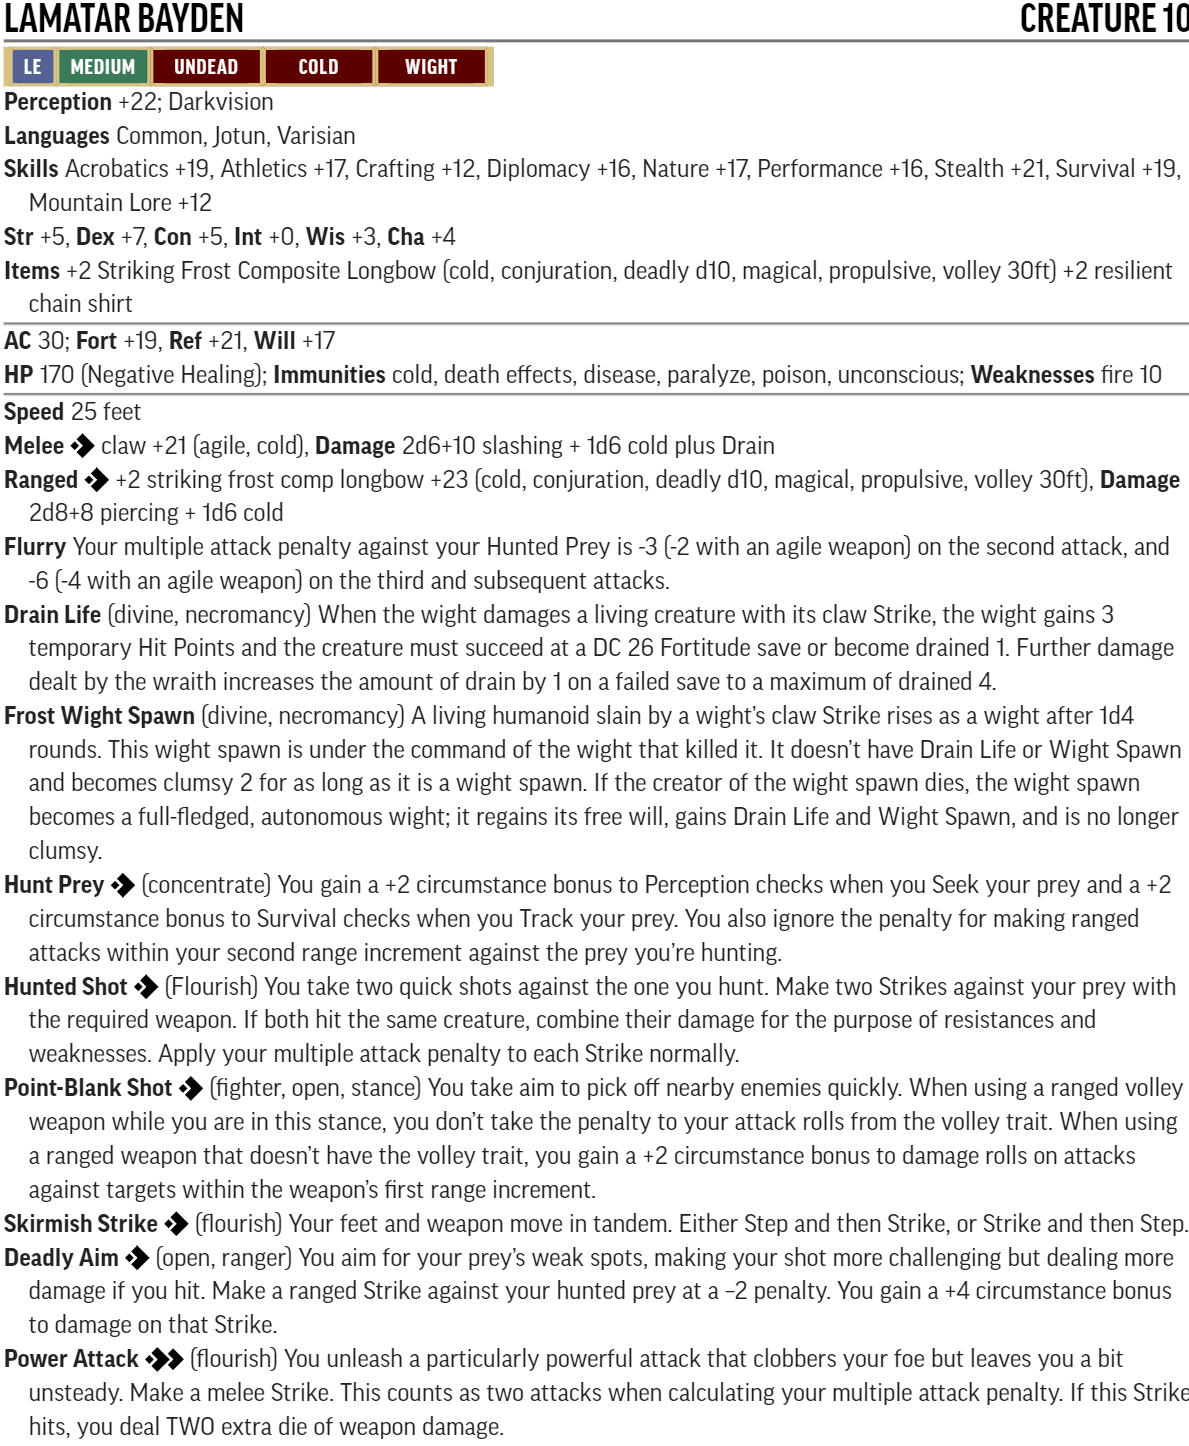 LAMATAR BAYDEN CREATURE 10
LE MEDIUM UNDEAD COLD WIGHT
Perception +22; Darkvision
Languages Common, Jotun, Varisian
Skills Acrobatics +19, Athletics +17, Crafting +12, Diplomacy +16, Nature +17, Performance +16, Stealth +21, Survival +19,
Mountain Lore +12
Str +5, Dex +7, Con +5, Int +0, Wis +3, Cha +4
Items +2 Striking Frost Composite Longbow (cold, conjuration, deadly d10, magical, propulsive, volley 30ft) +2 resilient
chain shirt
AC 30; Fort +19, Ref +21, Will +17
HP 170 (Negative Healing); Immunities cold, death effects, disease, paralyze, poison, unconscious; Weaknesses fire 10
Speed 25 feet
Melee claw +21 (agile, cold), Damage 2d6+10 slashing + 1d6 cold plus Drain
Ranged +2 striking frost comp longbow +23 (cold, conjuration, deadly d10, magical, propulsive, volley 30ft), Damage
2d8+8 piercing + 1d6 cold
Flurry Your multiple attack penalty against your Hunted Prey is -3 (-2 with an agile weapon) on the second attack, and
-6 (-4 with an agile weapon) on the third and subsequent attacks.
Drain Life (divine, necromancy) When the wight damages a living creature with its claw Strike, the wight gains 3
temporary Hit Points and the creature must succeed at a DC 26 Fortitude save or become drained 1. Further damage
dealt by the wraith increases the amount of drain by 1 on a failed save to a maximum of drained 4.
Frost Wight Spawn (divine, necromancy) A living humanoid slain by a wight's claw Strike rises as a wight after 1d4
rounds. This wight spawn is under the command of the wight that killed it. It doesn't have Drain Life or Wight Spawn
and becomes clumsy 2 for as long as it is a wight spawn. If the creator of the wight spawn dies, the wight spawn
becomes a full-fledged, autonomous wight; it regains its free will, gains Drain Life and Wight Spawn, and is no longer
clumsy.
Hunt Prey (concentrate) You gain a +2 circumstance bonus to Perception checks when you Seek your prey and a +2
circumstance bonus to Survival checks when you Track your prey. You also ignore the penalty for making ranged
attacks within your second range increment against the prey you're hunting.
Hunted Shot (Flourish) You take two quick shots against the one you hunt. Make two Strikes against your prey with
the required weapon. If both hit the same creature, combine their damage for the purpose of resistances and
weaknesses. Apply your multiple attack penalty to each Strike normally.
Point-Blank Shot (fighter, open, stance) You take aim to pick off nearby enemies quickly. When using a ranged volley
weapon while you are in this stance, you don't take the penalty to your attack rolls from the volley trait. When using
a ranged weapon that doesn't have the volley trait, you gain a +2 circumstance bonus to damage rolls on attacks
against targets within the weapon's first range increment.
Skirmish Strike (flourish) Your feet and weapon move in tandem. Either Step and then Strike, or Strike and then Step.
Deadly Aim (open, ranger) You aim for your prey's weak spots, making your shot more challenging but dealing more
damage if you hit. Make a ranged Strike against your hunted prey at a –2 penalty. You gain a +4 circumstance bonus
to damage on that Strike.
Power Attack (flourish) You unleash a particularly powerful attack that clobbers your foe but leaves you a bit
unsteady. Make a melee Strike. This counts as two attacks when calculating your multiple attack penalty. If this Strike
hits, you deal TWO extra die of weapon damage.